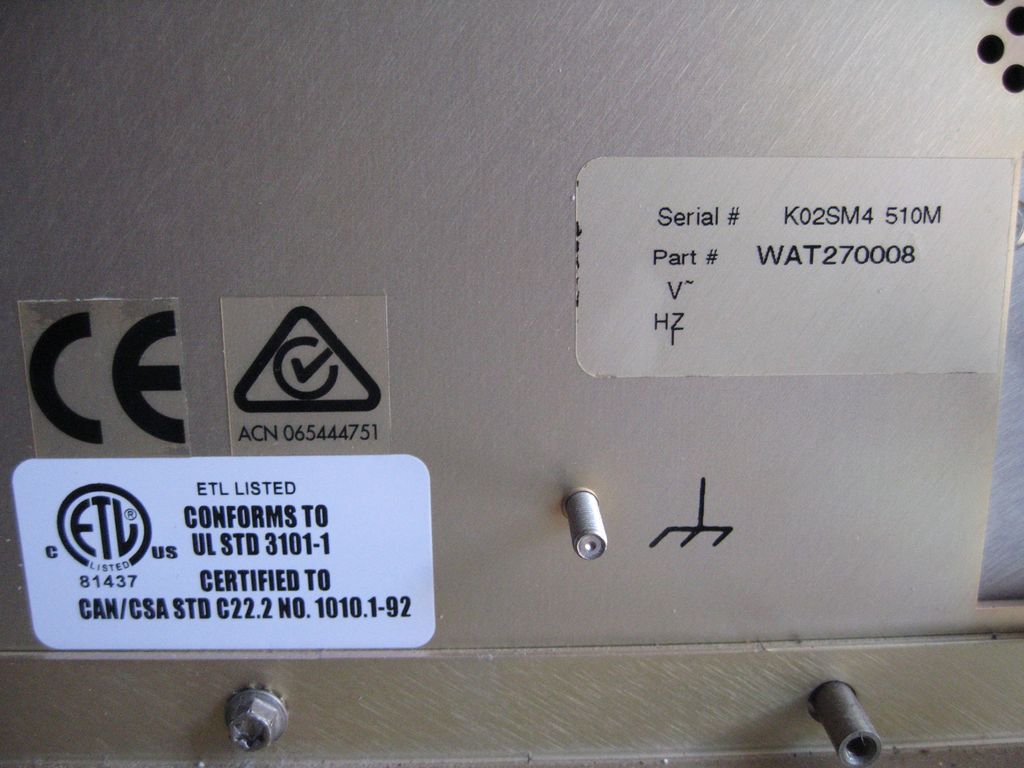 Serial # K02SM4 510M
Part # WAT270008
V~
HZ
CE
ACN 065444751
ETL LISTED
CONFORMS TO
UL STD 3101-1
CERTIFIED TO
CAN/CSA STD C22.2 NO. 1010.1-92
C ETL® US
LISTED
81437